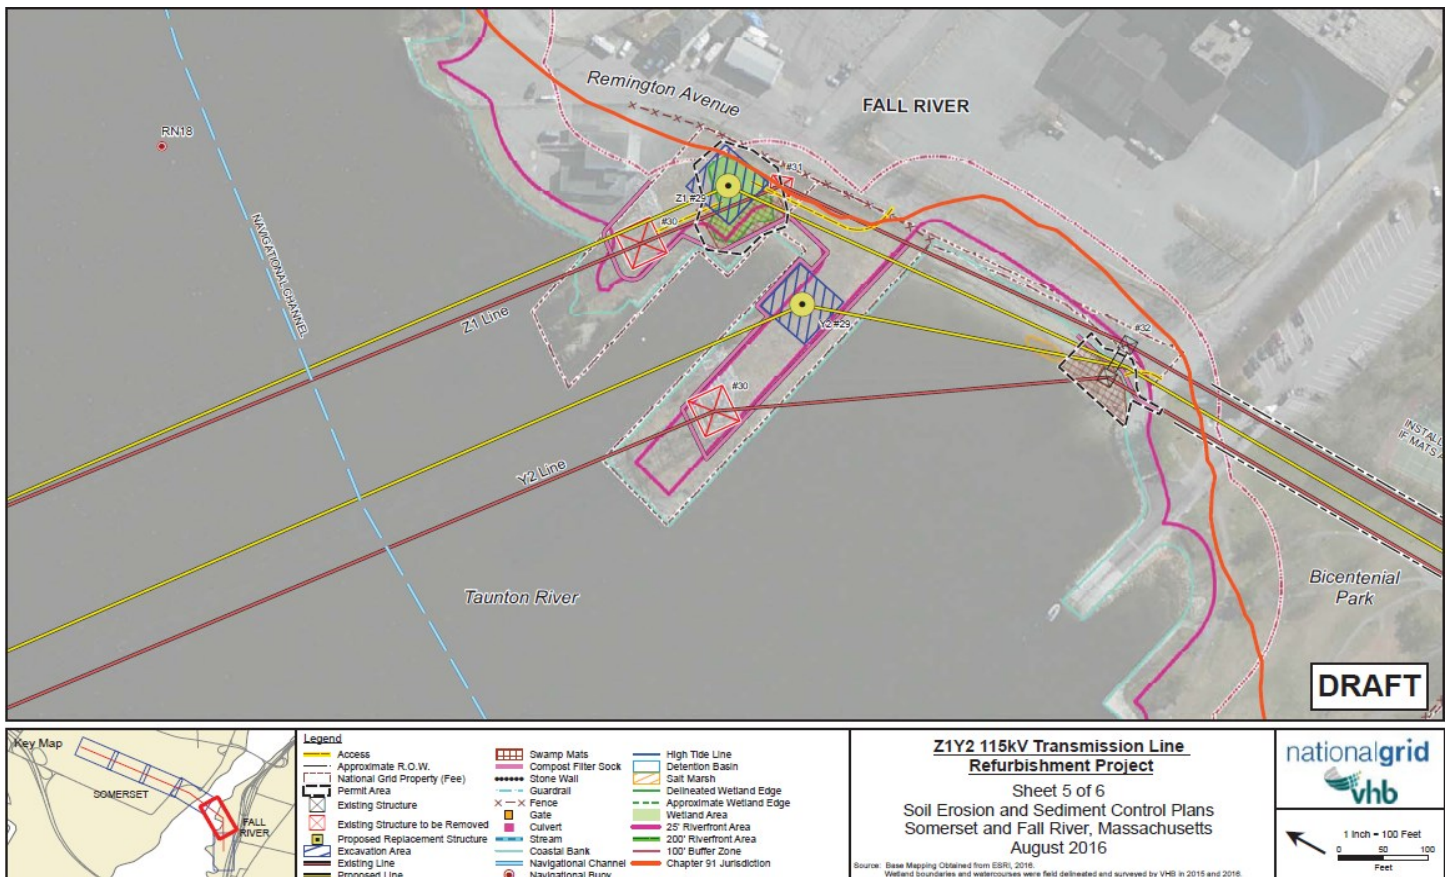 Remington Avenue
FALL RIVER
RN18
#31
Z1 #29
#30
NAVIGATIONAL CHANNEL
Z1 Line
Y2 #29
#32
#30
INSTALL
IF MATS A
Y2 Line
Taunton River
Bicentenial
Park
DRAFT
Key Map
SOMERSET
FALL
RIVER
Legend
Access
Approximate R.O.W.
National Grid Property (Fee)
Permit Area
Existing Structure
Existing Structure to be Removed
Proposed Replacement Structure
Excavation Area
Existing Line
Proposed Line
Swamp Mats
Compost Filter Sock
Stone Wall
Guardrail
Fence
Gate
Culvert
Stream
Coastal Bank
Navigational Channel
Navigational Buoy
High Tide Line
Detention Basin
Salt Marsh
Delineated Wetland Edge
Approximate Wetland Edge
Wetland Area
25' Riverfront Area
200' Riverfront Area
100' Buffer Zone
Chapter 91 Jurisdiction
Z1Y2 115kV Transmission Line
Refurbishment Project
Sheet 5 of 6
Soil Erosion and Sediment Control Plans
Somerset and Fall River, Massachusetts
August 2016
Source: Base Mapping Obtained from ESRI, 2016.
Wetland boundaries and watercourses were field delineated and surveyed by VHB in 2015 and 2016.
nationalgrid
vhb
1 Inch = 100 Feet
0 50 100
Feet